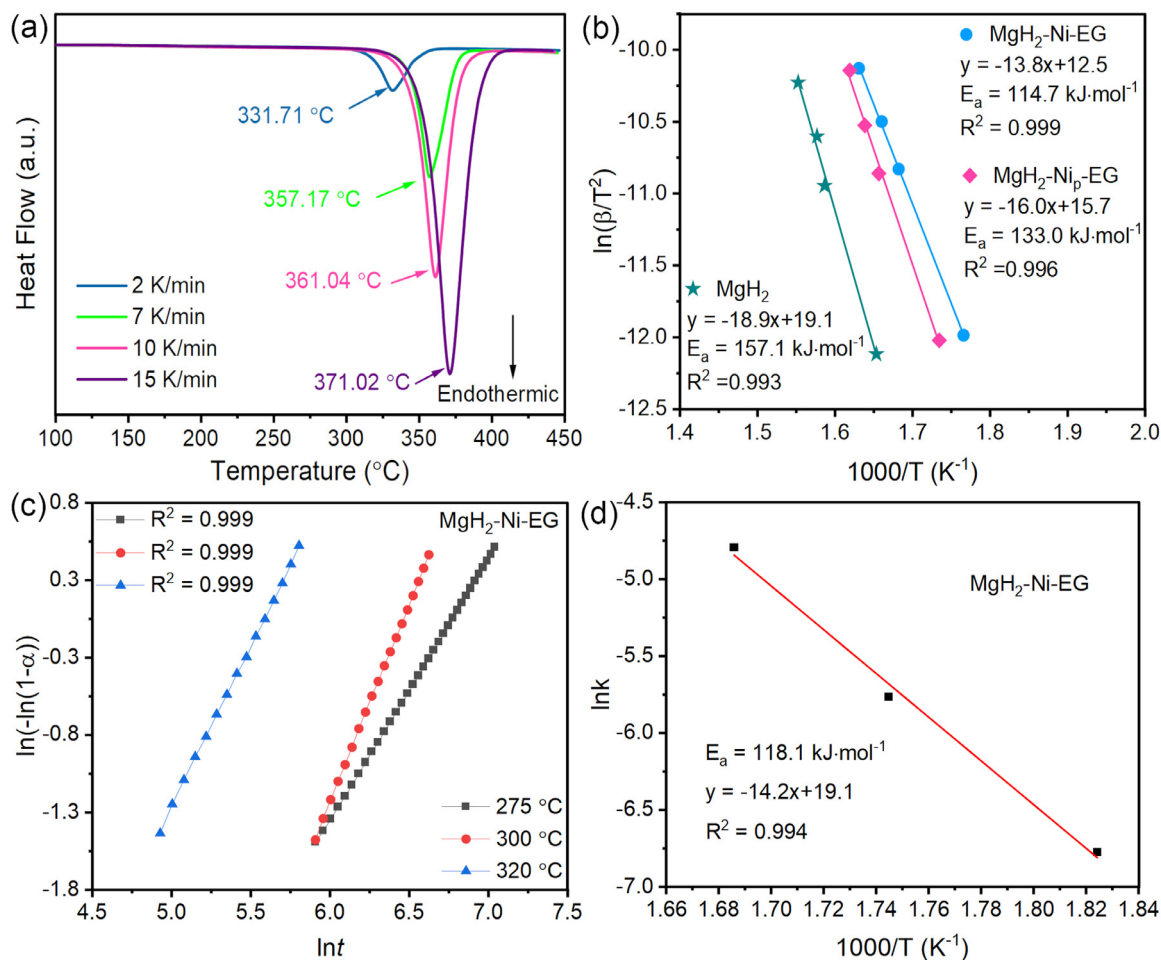 (a)
Heat Flow (a.u.)
331.71 °C
357.17 °C
361.04 °C
371.02 °C
2 K/min
7 K/min
10 K/min
15 K/min
Endothermic
100 150 200 250 300 350 400 450
Temperature (°C)
(b)
ln(β/T²)
-10.0
-10.5
-11.0
-11.5
-12.0
-12.5
MgH₂-Ni-EG
y = -13.8x+12.5
Eₐ = 114.7 kJ·mol⁻¹
R² = 0.999
MgH₂-Niₚ-EG
y = -16.0x+15.7
Eₐ = 133.0 kJ·mol⁻¹
R² = 0.996
MgH₂
y = -18.9x+19.1
Eₐ = 157.1 kJ·mol⁻¹
R² = 0.993
1.4 1.5 1.6 1.7 1.8 1.9 2.0
1000/T (K⁻¹)
(c)
ln(-ln(1-α))
0.8
0.3
-0.3
-0.8
-1.3
-1.8
R² = 0.999
R² = 0.999
R² = 0.999
MgH₂-Ni-EG
275 °C
300 °C
320 °C
4.5 5.0 5.5 6.0 6.5 7.0 7.5
lnt
(d)
lnk
-4.5
-5.0
-5.5
-6.0
-6.5
-7.0
MgH₂-Ni-EG
Eₐ = 118.1 kJ·mol⁻¹
y = -14.2x+19.1
R² = 0.994
1.66 1.68 1.70 1.72 1.74 1.76 1.78 1.80 1.82 1.84
1000/T (K⁻¹)